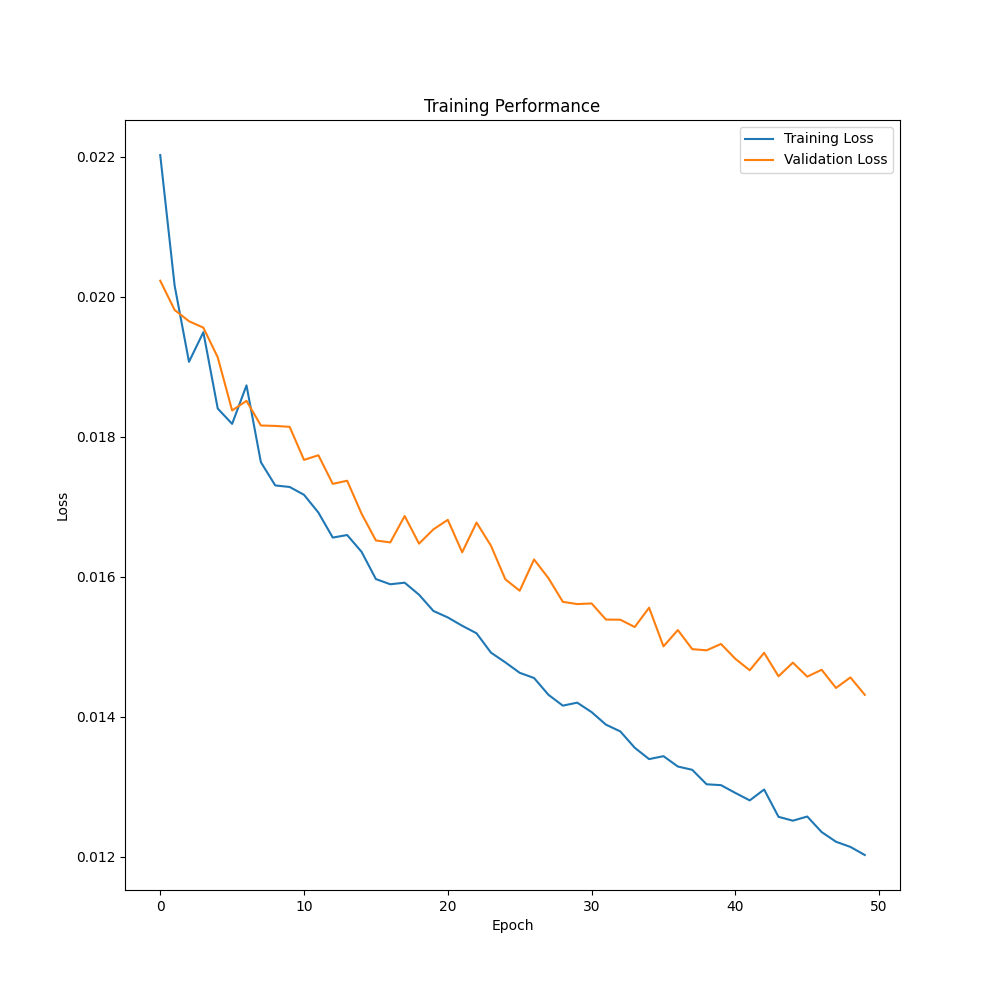 Training Performance
Training Loss
Validation Loss
0.022
0.020
0.018
0.016
0.014
0.012
Loss
0 10 20 30 40 50
Epoch